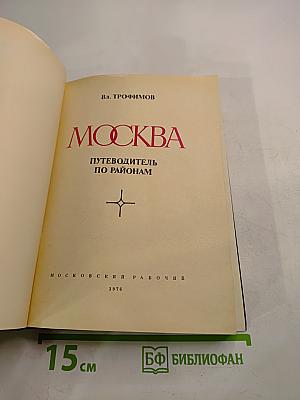 Вл. ТРОФИМОВ
МОСКВА
ПУТЕВОДИТЕЛЬ
ПО РАЙОНАМ
МОСКОВСКИЙ РАБОЧИЙ
1976
15 см
БФ БИБЛИОФАН